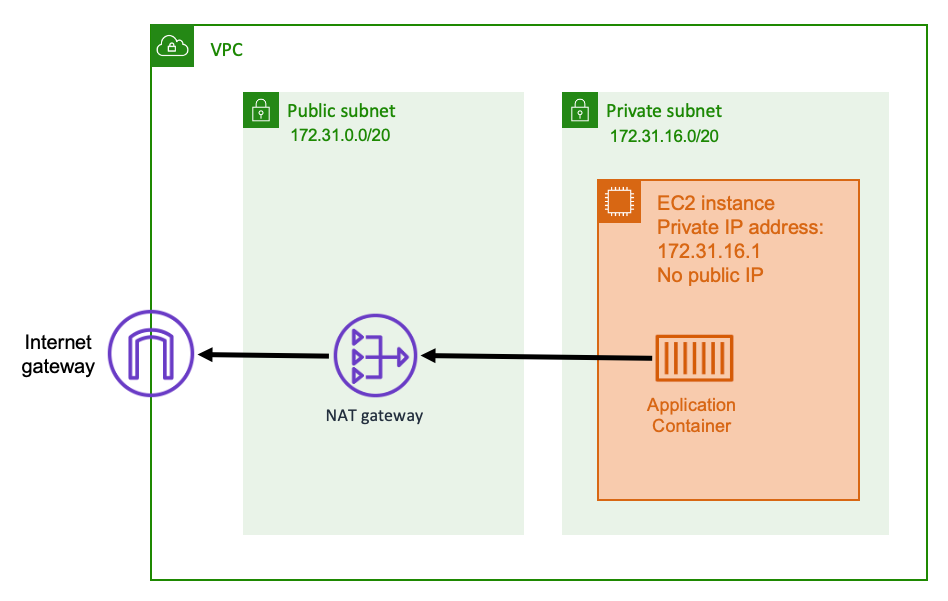 VPC
Public subnet
172.31.0.0/20
Private subnet
172.31.16.0/20
EC2 instance
Private IP address:
172.31.16.1
No public IP
Internet
gateway
NAT gateway
Application
Container